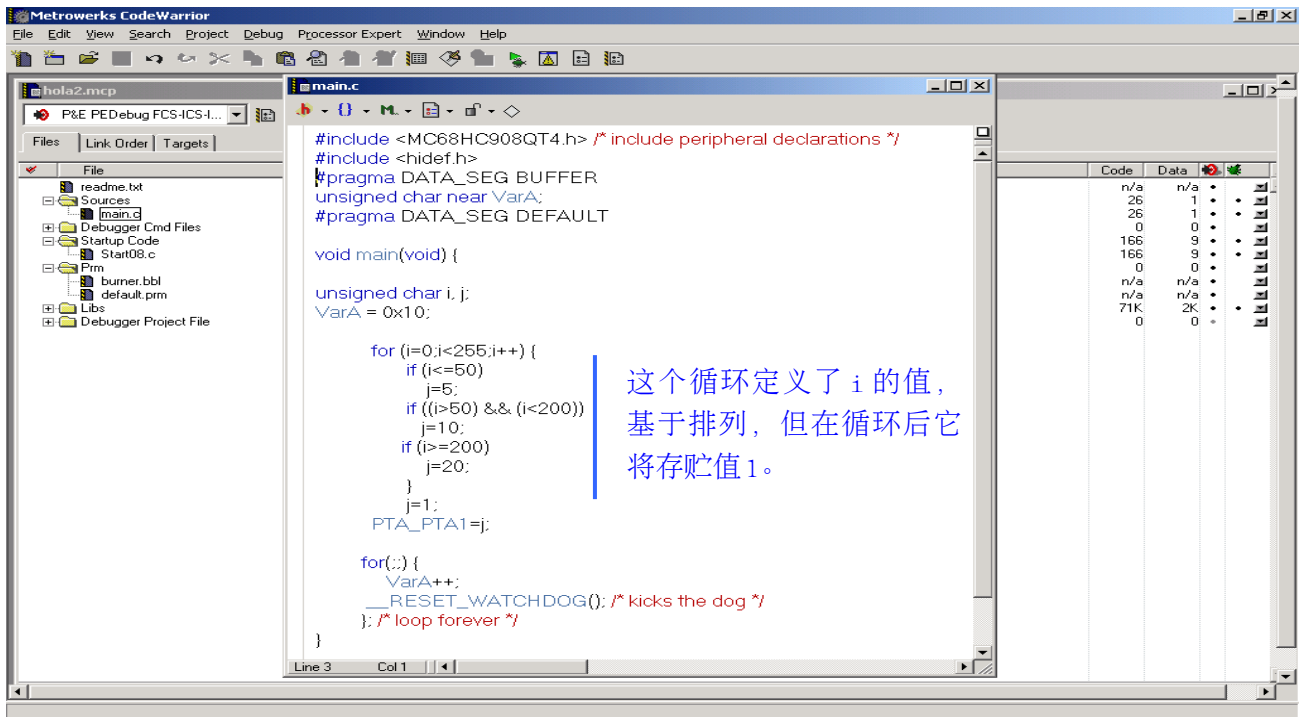 Metrowerks CodeWarrior
File Edit View Search Project Debug Processor Expert Window Help
hola2.mcp
P&E PEDebug FCS-ICS-I...
Files Link Order Targets
File Code Data
readme.txt n/a n/a
Sources 26 1
main.c 26 1
Debugger Cmd Files 0 0
Startup Code 166 9
Start08.c 166 9
Prm 0 0
burner.bbl n/a n/a
default.prm n/a n/a
Libs 71K 2K
Debugger Project File 0 0
main.c
#include <MC68HC908QT4.h> /* include peripheral declarations */
#include <hidef.h>
#pragma DATA_SEG BUFFER
unsigned char near VarA;
#pragma DATA_SEG DEFAULT
void main(void) {
unsigned char i, j;
VarA = 0x10;
for (i=0;i<255;i++) {
if (i<=50)
j=5;
if ((i>50) && (i<200))
j=10;
if (i>=200)
j=20;
}
j=1;
PTA_PTA1=j;
for(;;) {
VarA++;
__RESET_WATCHDOG(); /* kicks the dog */
}; /* loop forever */
}
这个循环定义了 i 的值,
基于排列, 但在循环后它
将存贮值1。
Line 3 Col 1